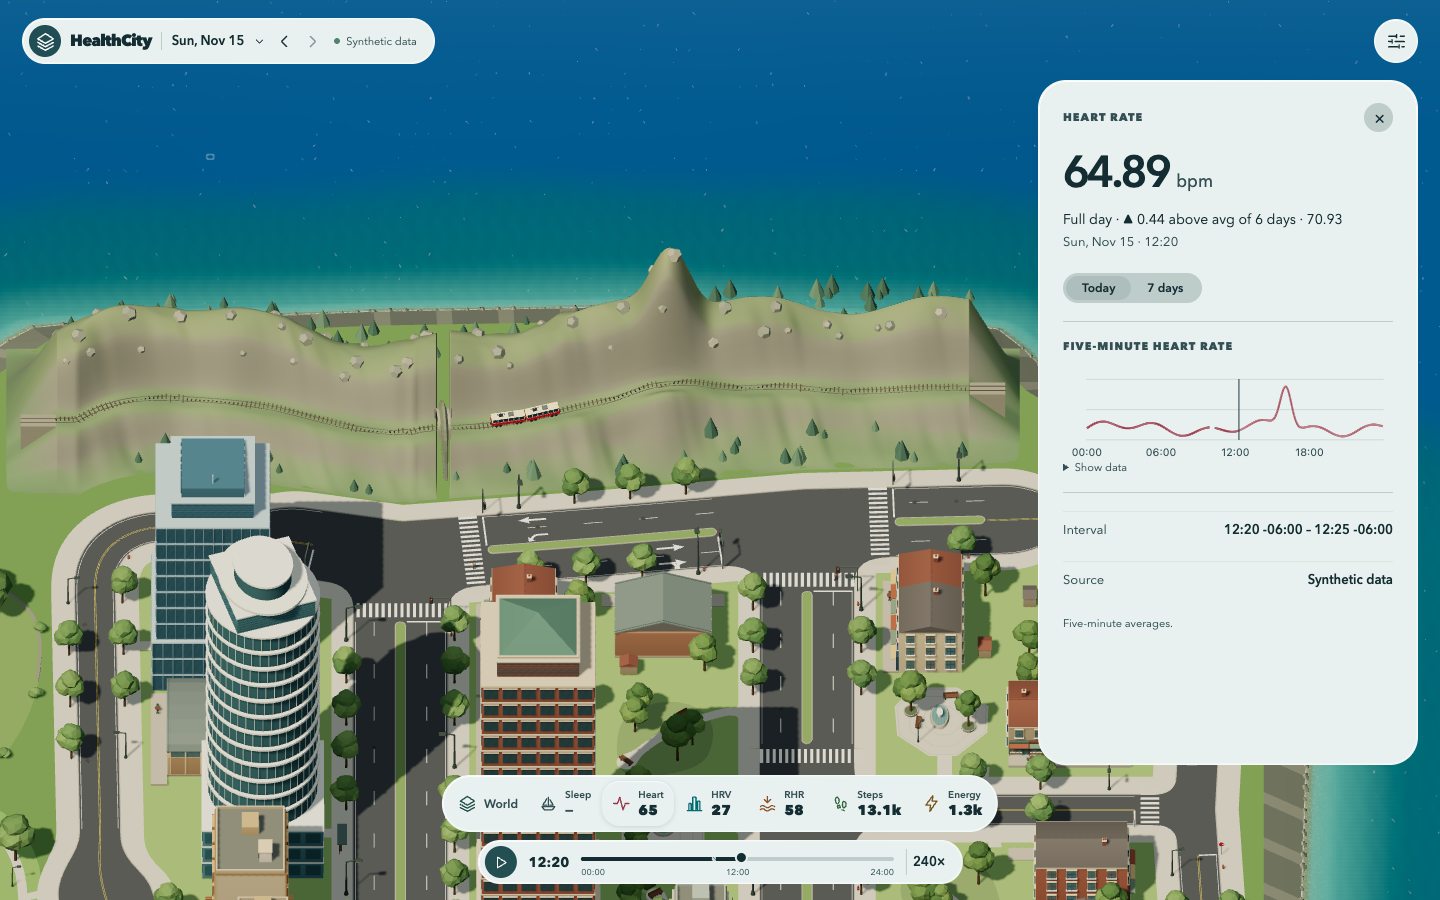 HealthCity
Sun, Nov 15
Synthetic data
HEART RATE
64.89 bpm
Full day · ▲ 0.44 above avg of 6 days · 70.93
Sun, Nov 15 · 12:20
Today 7 days
FIVE-MINUTE HEART RATE
00:00 06:00 12:00 18:00
Show data
Interval 12:20 -06:00 – 12:25 -06:00
Source Synthetic data
Five-minute averages.
World
Sleep
–
Heart
65
HRV
27
RHR
58
Steps
13.1k
Energy
1.3k
12:20
00:00 12:00 24:00
240×